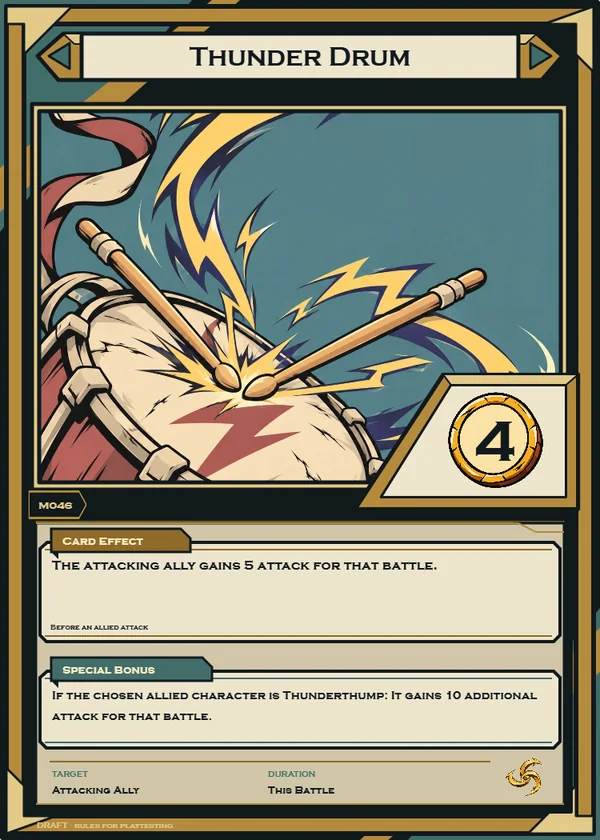 Thunder Drum
4
M046
Card Effect
The attacking ally gains 5 attack for that battle.
Before an allied attack
Special Bonus
If the chosen allied character is Thunderthump: It gains 10 additional
attack for that battle.
Target
Duration
Attacking Ally
This Battle
DRAFT · Rules for playtesting